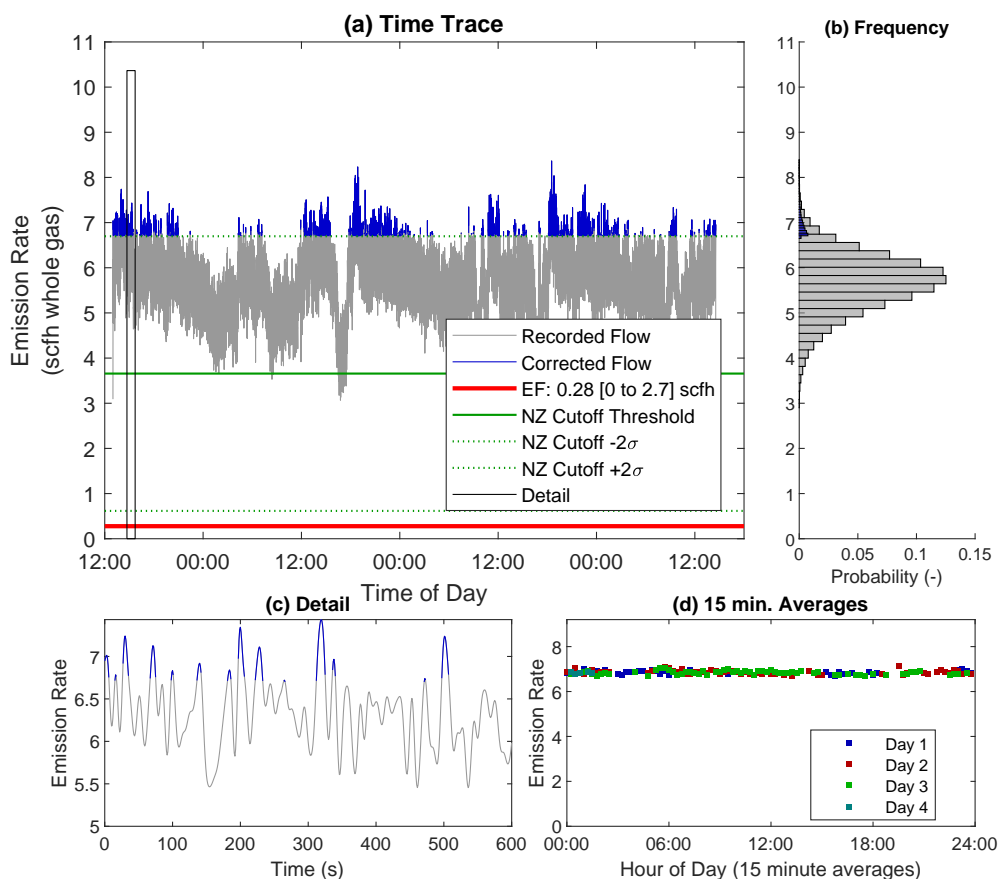 (a) Time Trace
Emission Rate
(scfh whole gas)
11
10
9
8
7
6
5
4
3
2
1
0
12:00 00:00 12:00 00:00 12:00 00:00 12:00
Time of Day
Recorded Flow
Corrected Flow
EF: 0.28 [0 to 2.7] scfh
NZ Cutoff Threshold
NZ Cutoff -2σ
NZ Cutoff +2σ
Detail
(b) Frequency
11
10
9
8
7
6
5
4
3
2
1
0
0 0.05 0.1 0.15
Probability (-)
(c) Detail
Emission Rate
7
6.5
6
5.5
5
0 100 200 300 400 500 600
Time (s)
(d) 15 min. Averages
Emission Rate
8
6
4
2
0
00:00 06:00 12:00 18:00 24:00
Hour of Day (15 minute averages)
Day 1
Day 2
Day 3
Day 4